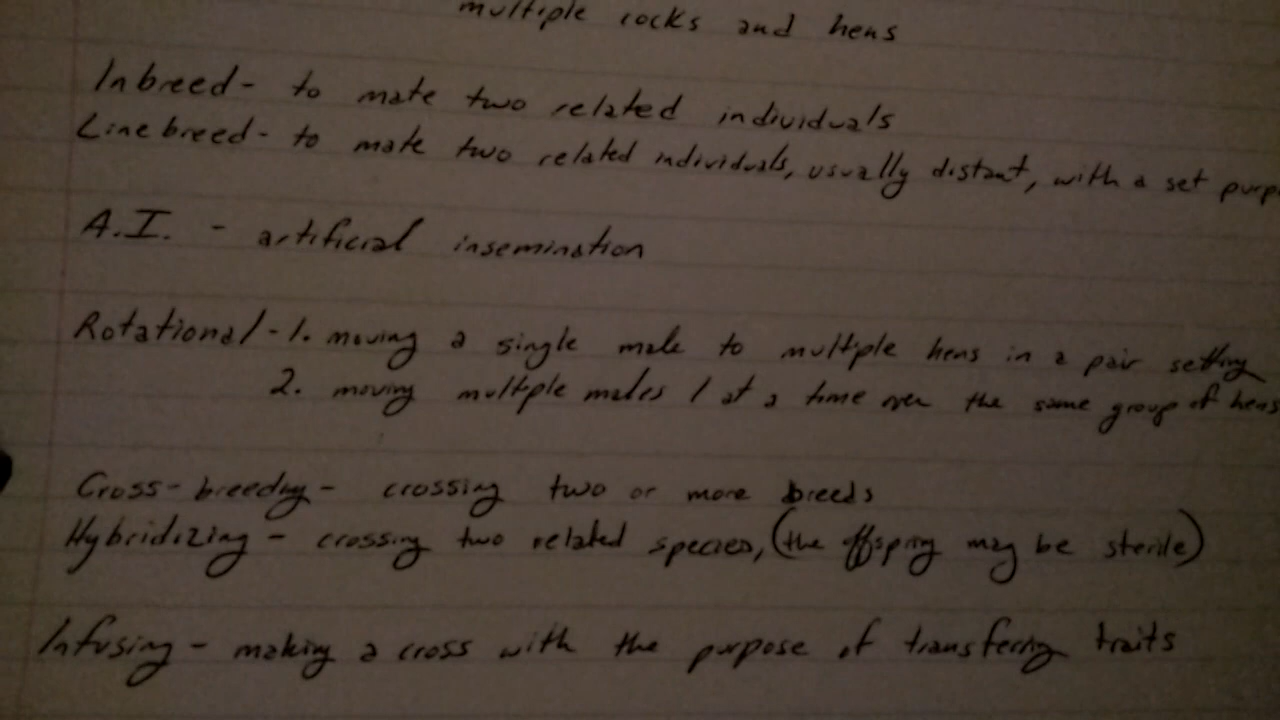 multiple cocks and hens
Inbreed - to mate two related individuals
Linebreed - to mate two related individuals, usually distant, with a set purp
A.I. - artificial insemination
Rotational - 1. moving a single male to multiple hens in a pair setting
2. moving multiple males 1 at a time over the same group of hens
Cross-breeding - crossing two or more breeds
Hybridizing - crossing two related species, (the offspring may be sterile)
Infusing - making a cross with the purpose of transferring traits